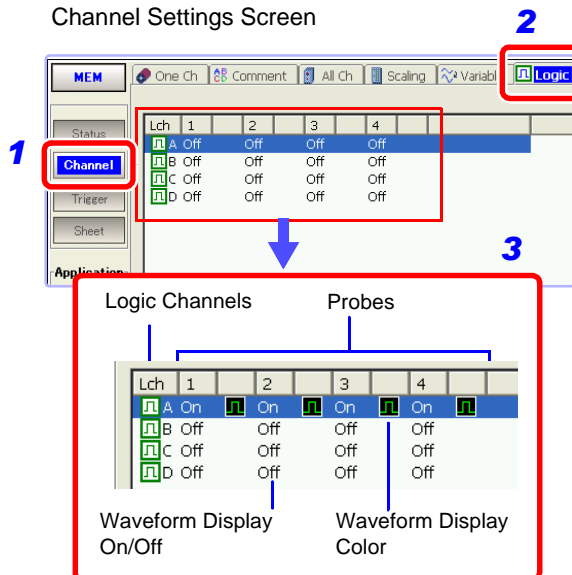 Channel Settings Screen
2
MEM
One Ch
Comment
All Ch
Scaling
Variabl
Logic
1
Status
Channel
Trigger
Sheet
Application
Lch 1 2 3 4
A Off Off Off Off
B Off Off Off Off
C Off Off Off Off
D Off Off Off Off
3
Logic Channels
Probes
Lch 1 2 3 4
A On On On On
B Off Off Off Off
C Off Off Off Off
D Off Off Off Off
Waveform Display
On/Off
Waveform Display
Color